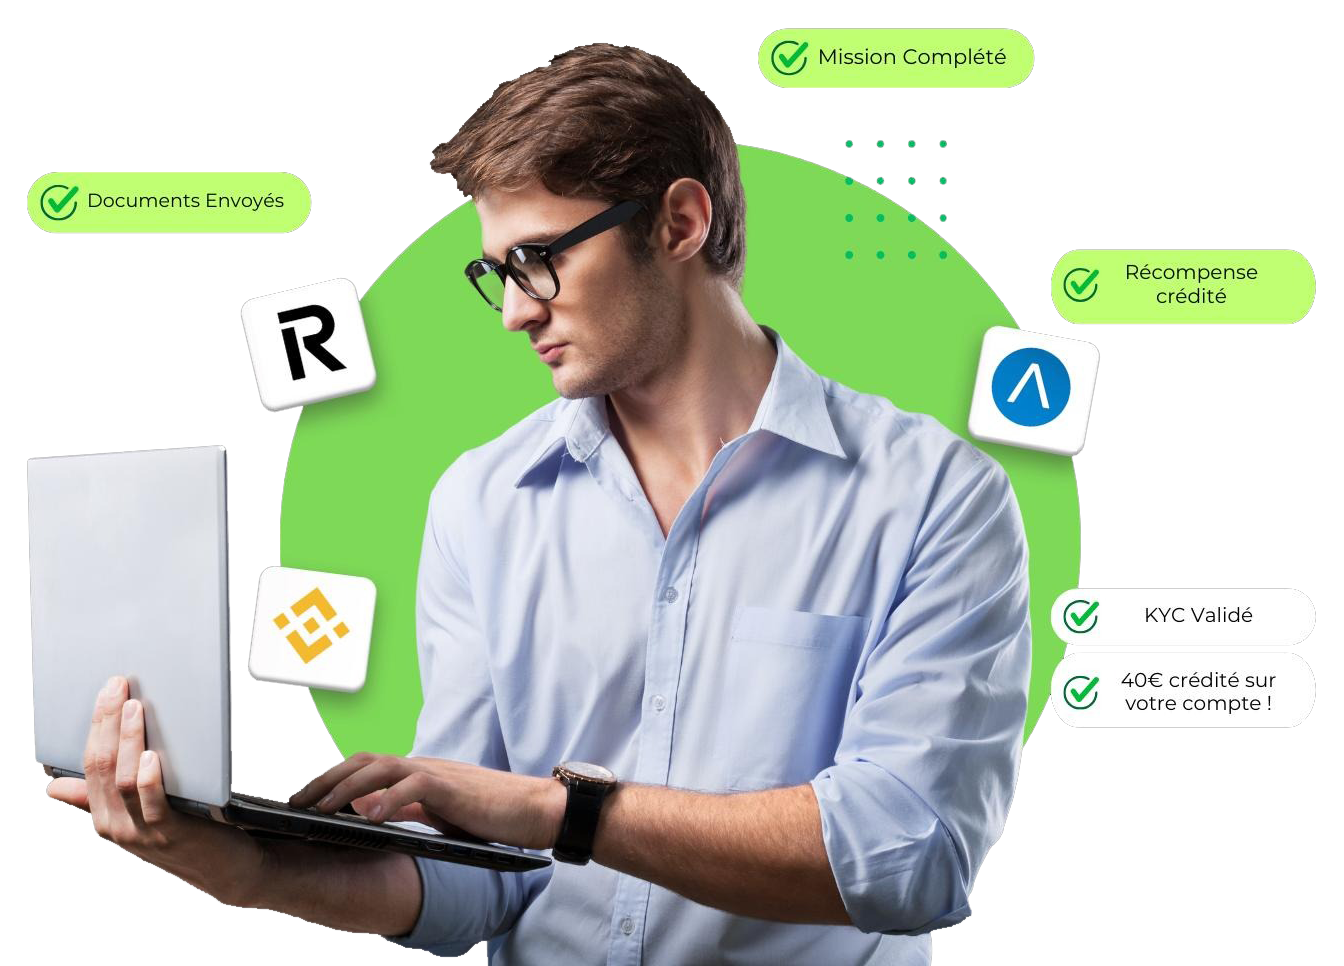 Mission Complété
Documents Envoyés
Récompense
crédité
KYC Validé
40€ crédité sur
votre compte !